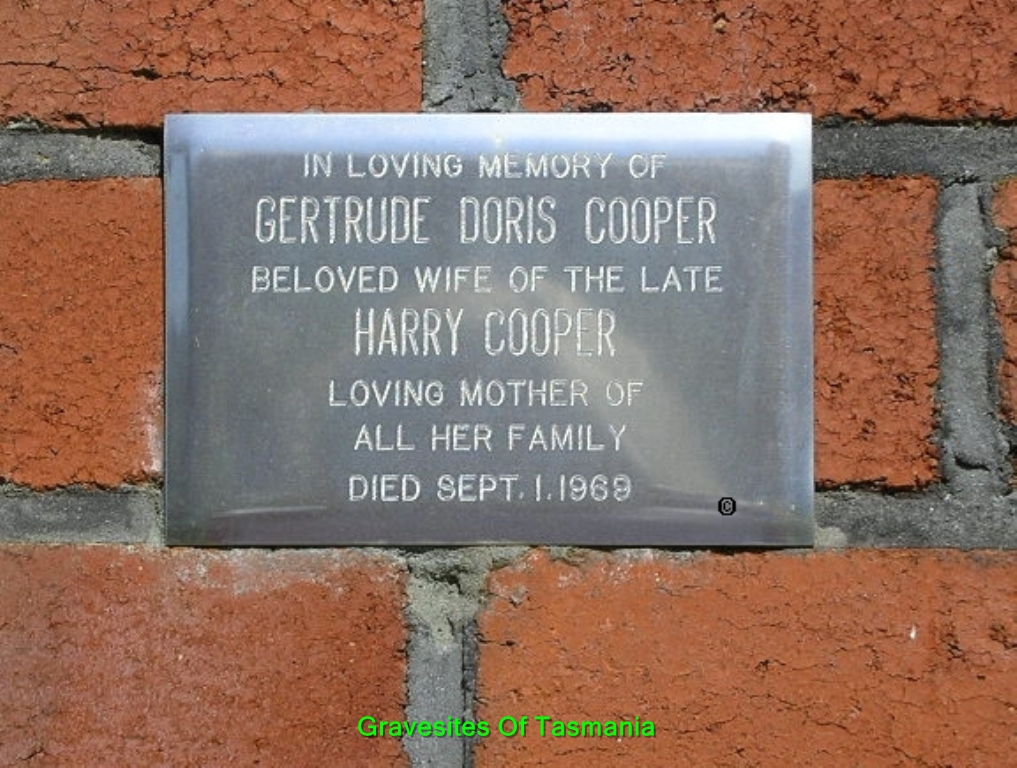 IN LOVING MEMORY OF
GERTRUDE DORIS COOPER
BELOVED WIFE OF THE LATE
HARRY COOPER
LOVING MOTHER OF
ALL HER FAMILY
DIED SEPT. 1. 1969
©
Gravesites Of Tasmania